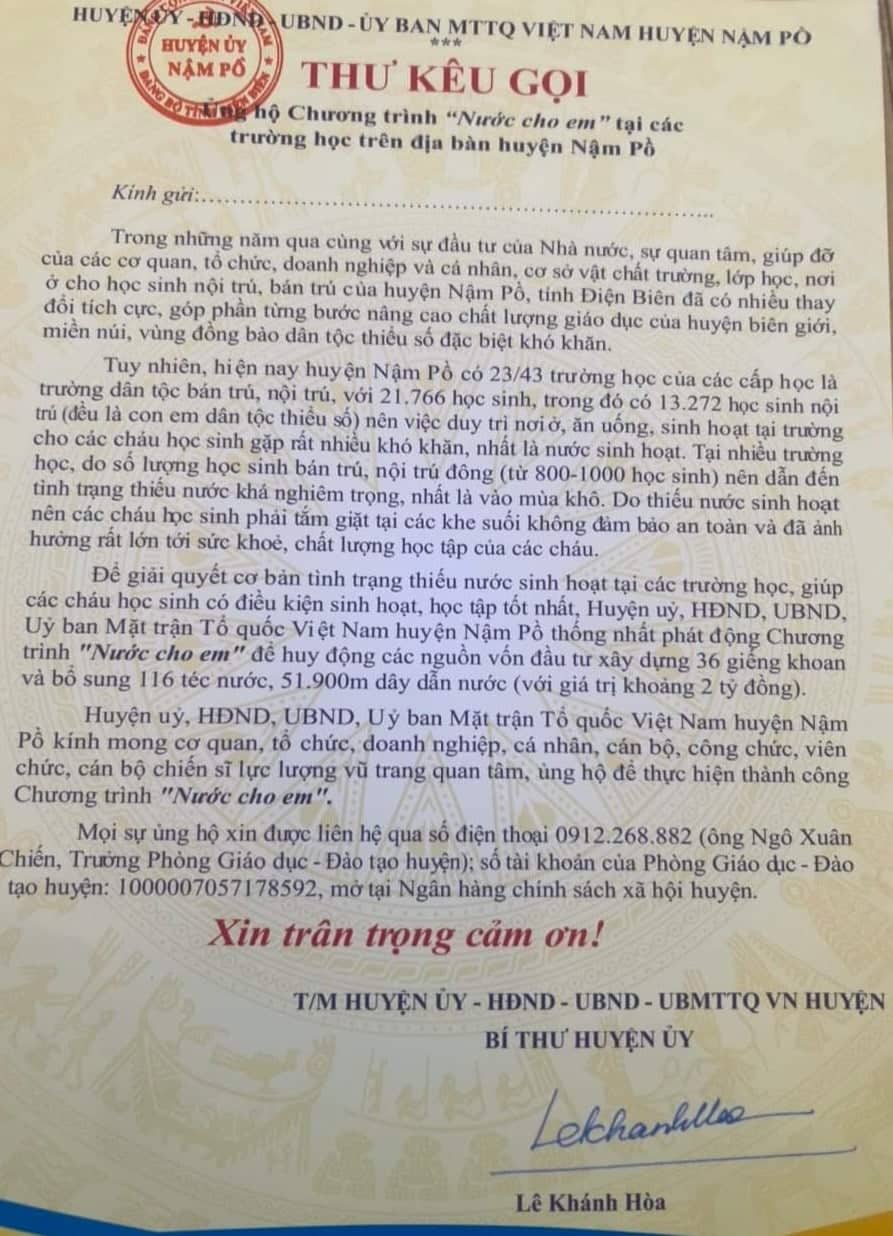 HUYỆN ỦY - HĐND - UBND - ỦY BAN MTTQ VIỆT NAM HUYỆN NẬM PỒ
***
HUYỆN ỦY
NẬM PỒ
ĐẢNG BỘ TỈNH ĐIỆN BIÊN
THƯ KÊU GỌI
Ủng hộ Chương trình "Nước cho em" tại các
trường học trên địa bàn huyện Nậm Pồ
Kính gửi:........................................................................
Trong những năm qua cùng với sự đầu tư của Nhà nước, sự quan tâm, giúp đỡ
của các cơ quan, tổ chức, doanh nghiệp và cá nhân, cơ sở vật chất trường, lớp học, nơi
ở cho học sinh nội trú, bán trú của huyện Nậm Pồ, tỉnh Điện Biên đã có nhiều thay
đổi tích cực, góp phần từng bước nâng cao chất lượng giáo dục của huyện biên giới,
miền núi, vùng đồng bào dân tộc thiểu số đặc biệt khó khăn.
Tuy nhiên, hiện nay huyện Nậm Pồ có 23/43 trường học của các cấp học là
trường dân tộc bán trú, nội trú, với 21.766 học sinh, trong đó có 13.272 học sinh nội
trú (đều là con em dân tộc thiểu số) nên việc duy trì nơi ở, ăn uống, sinh hoạt tại trường
cho các cháu học sinh gặp rất nhiều khó khăn, nhất là nước sinh hoạt. Tại nhiều trường
học, do số lượng học sinh bán trú, nội trú đông (từ 800-1000 học sinh) nên dẫn đến
tình trạng thiếu nước khá nghiêm trọng, nhất là vào mùa khô. Do thiếu nước sinh hoạt
nên các cháu học sinh phải tắm giặt tại các khe suối không đảm bảo an toàn và đã ảnh
hưởng rất lớn tới sức khoẻ, chất lượng học tập của các cháu.
Để giải quyết cơ bản tình trạng thiếu nước sinh hoạt tại các trường học, giúp
các cháu học sinh có điều kiện sinh hoạt, học tập tốt nhất, Huyện uỷ, HĐND, UBND,
Uỷ ban Mặt trận Tổ quốc Việt Nam huyện Nậm Pồ thống nhất phát động Chương
trình "Nước cho em" để huy động các nguồn vốn đầu tư xây dựng 36 giếng khoan
và bổ sung 116 téc nước, 51.900m dây dẫn nước (với giá trị khoảng 2 tỷ đồng).
Huyện uỷ, HĐND, UBND, Uỷ ban Mặt trận Tổ quốc Việt Nam huyện Nậm
Pồ kính mong cơ quan, tổ chức, doanh nghiệp, cá nhân, cán bộ, công chức, viên
chức, cán bộ chiến sĩ lực lượng vũ trang quan tâm, ủng hộ để thực hiện thành công
Chương trình "Nước cho em".
Mọi sự ủng hộ xin được liên hệ qua số điện thoại 0912.268.882 (ông Ngô Xuân
Chiến, Trưởng Phòng Giáo dục - Đào tạo huyện); số tài khoản của Phòng Giáo dục - Đào
tạo huyện: 1000007057178592, mở tại Ngân hàng chính sách xã hội huyện.
Xin trân trọng cảm ơn!
T/M HUYỆN ỦY - HĐND - UBND - UBMTTQ VN HUYỆN
BÍ THƯ HUYỆN ỦY
Lê Khánh Hòa